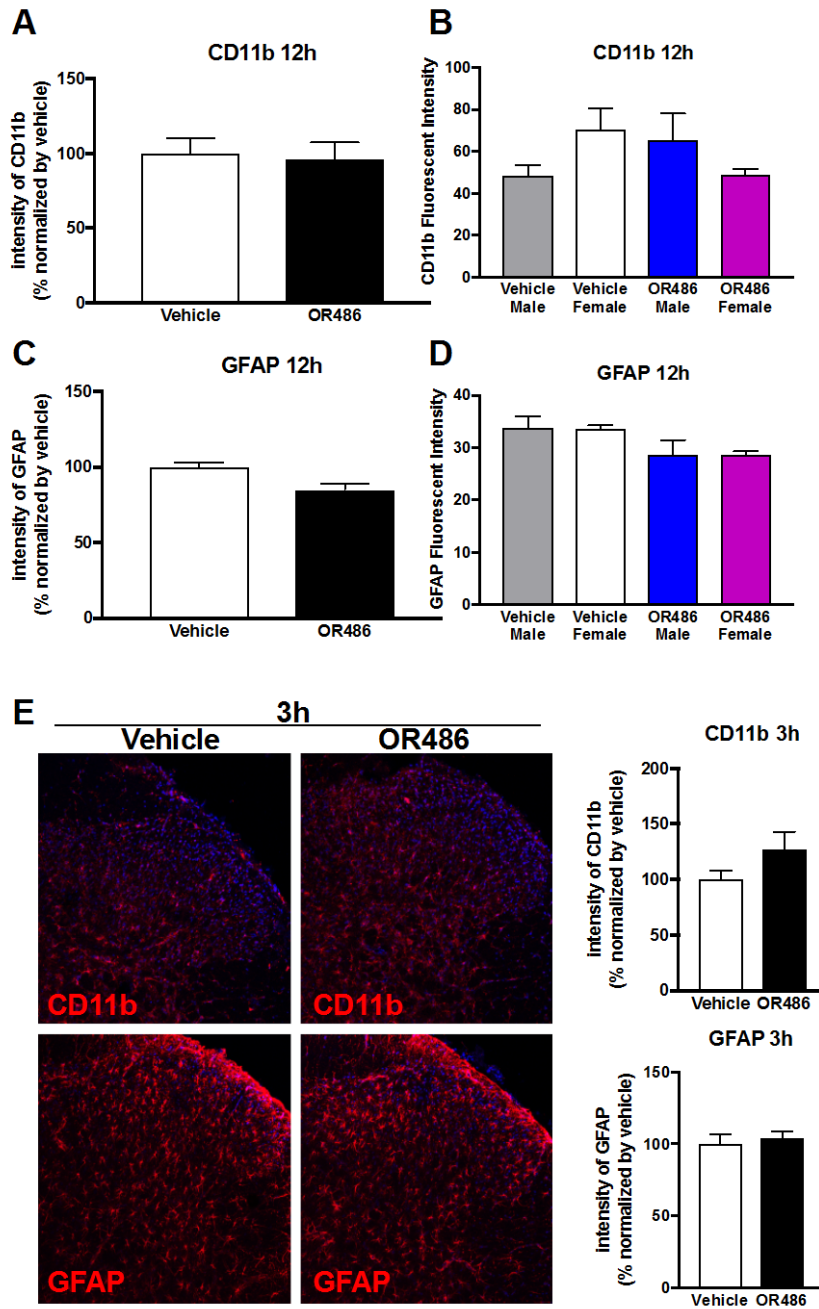 A
CD11b 12h
intensity of CD11b
(% normalized by vehicle)
150
100
50
0
Vehicle OR486
B
CD11b 12h
CD11b Fluorescent Intensity
100
80
60
40
20
0
Vehicle Vehicle OR486 OR486
Male Female Male Female
C
GFAP 12h
intensity of GFAP
(% normalized by vehicle)
150
100
50
0
Vehicle OR486
D
GFAP 12h
GFAP Fluorescent Intensity
40
30
20
10
0
Vehicle Vehicle OR486 OR486
Male Female Male Female
E
3h
Vehicle OR486
CD11b CD11b
GFAP GFAP
CD11b 3h
intensity of CD11b
(% normalized by vehicle)
200
150
100
50
0
Vehicle OR486
GFAP 3h
intensity of GFAP
(% normalized by vehicle)
150
100
50
0
Vehicle OR486